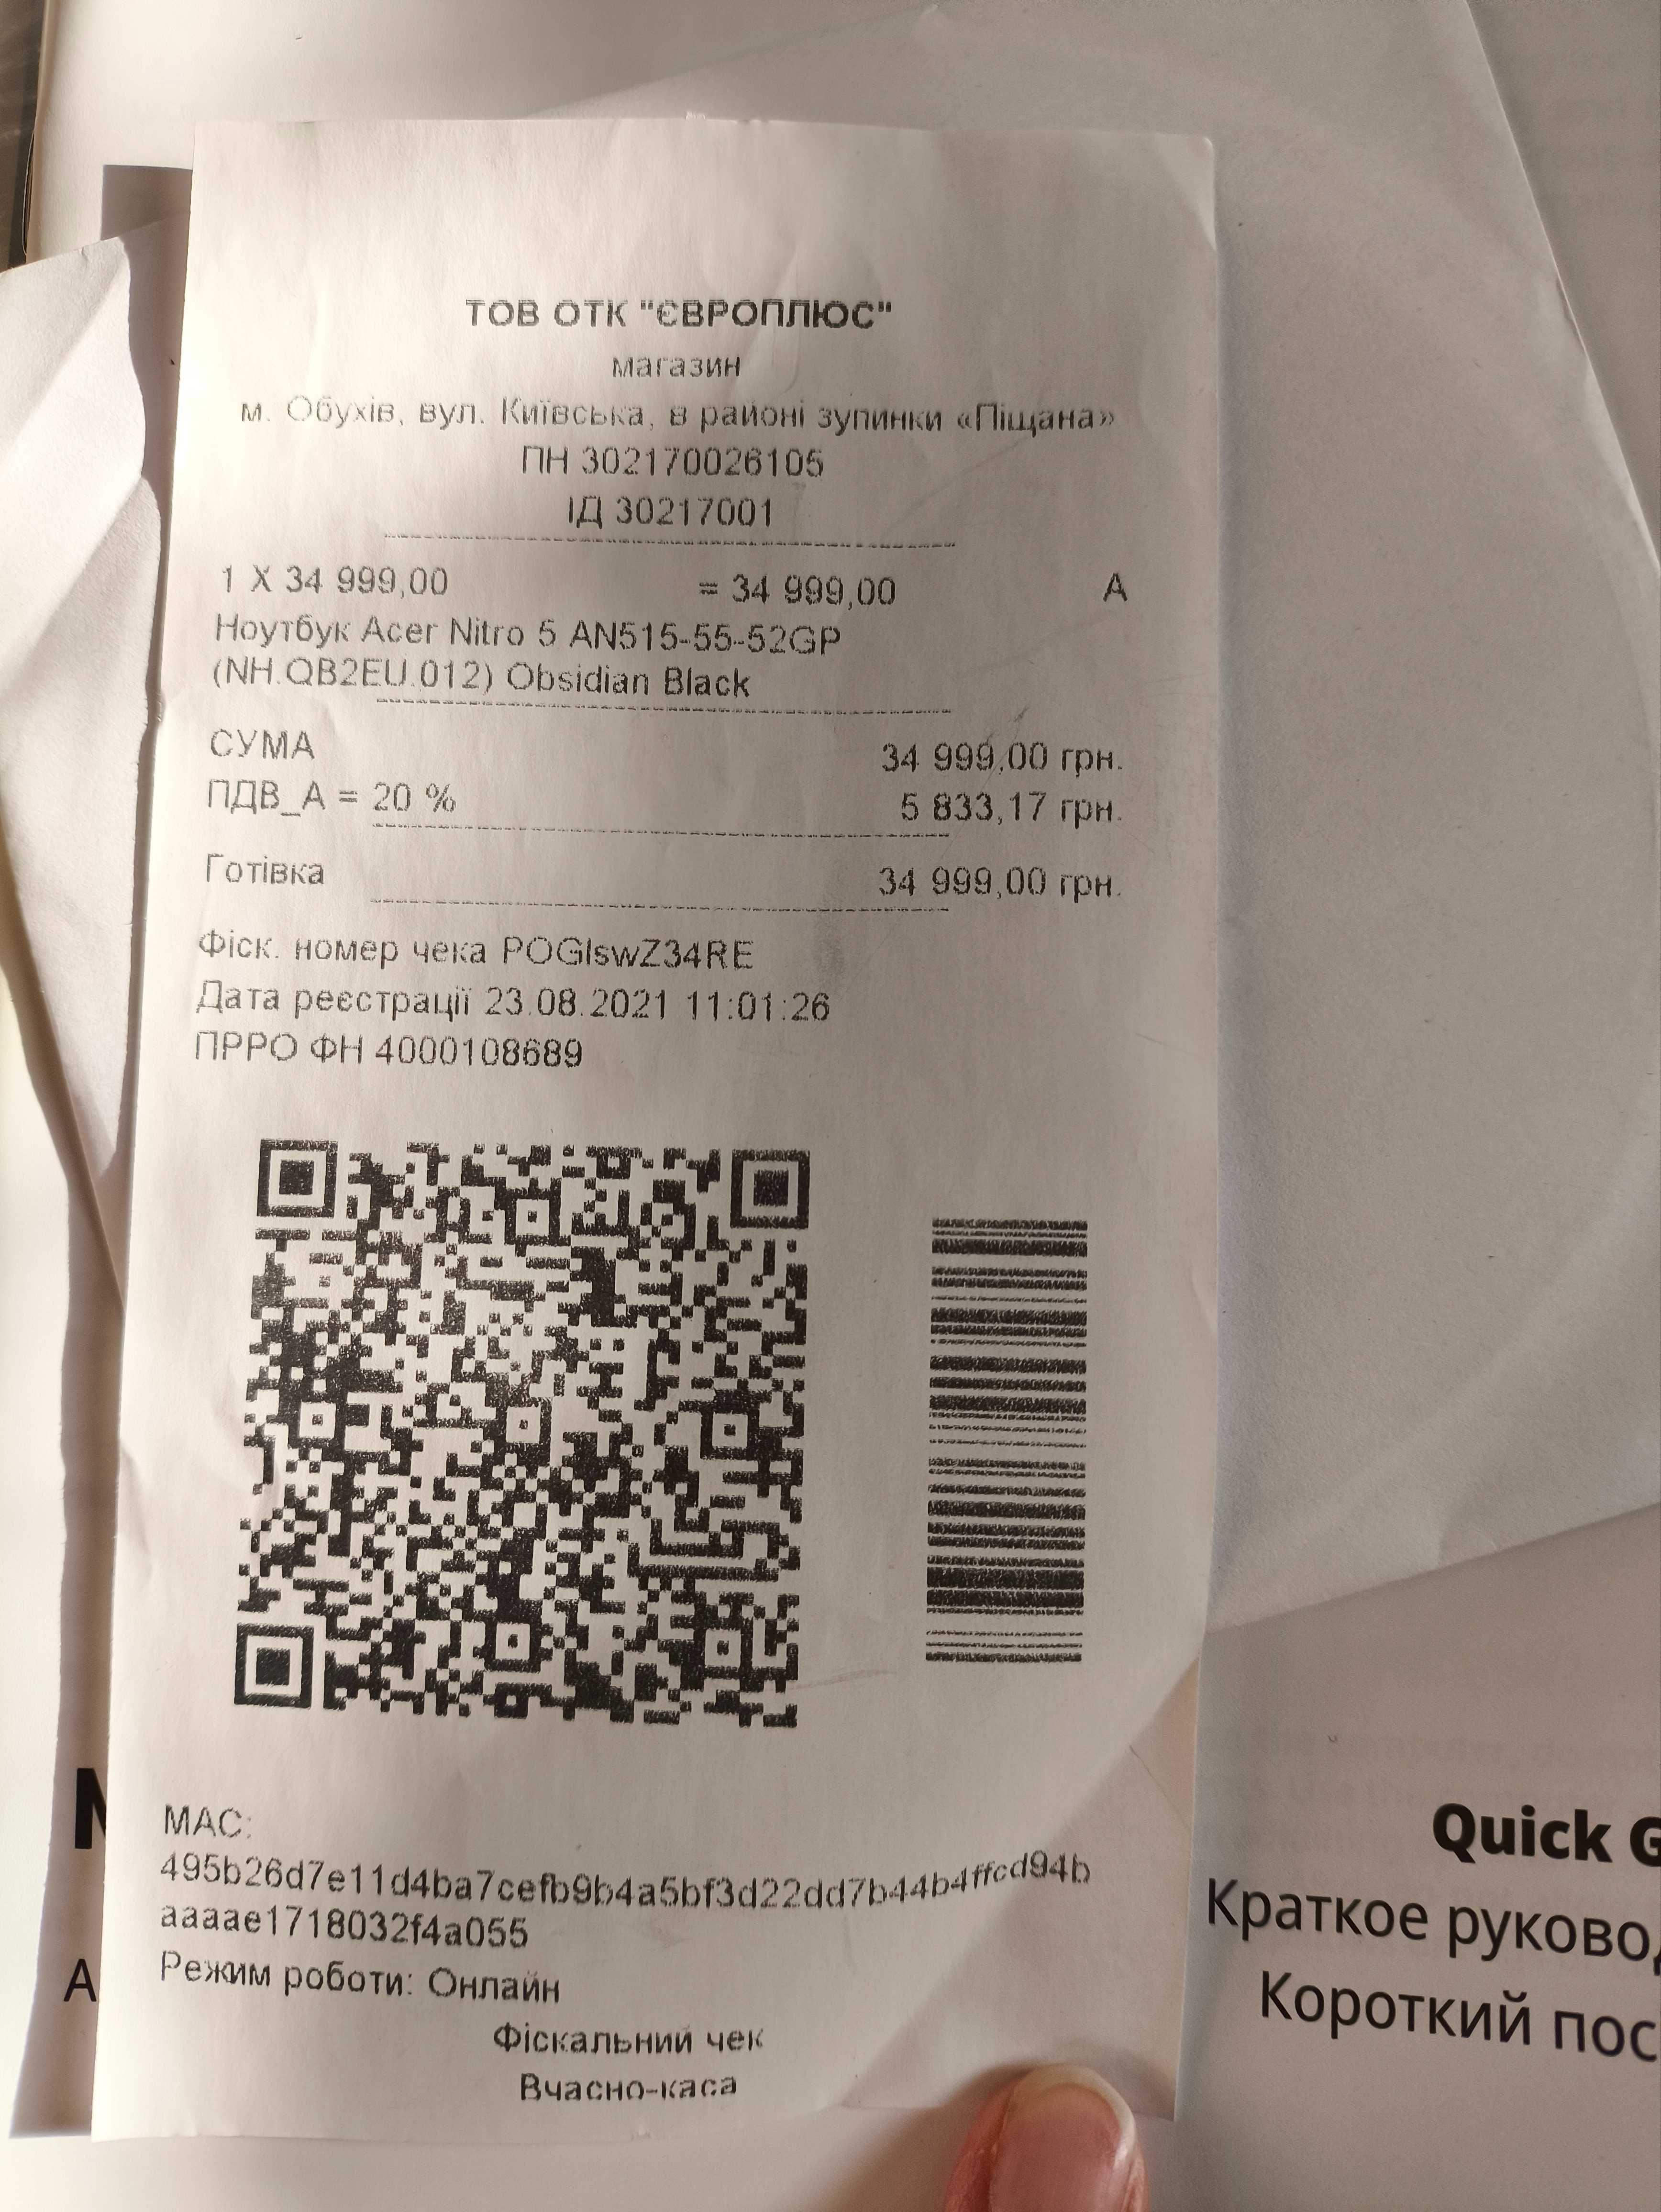 ТОВ ОТК "ЄВРОПЛЮС"
магазин
м. Обухів, вул. Київська, в районі зупинки «Піщана»
ПН 302170026105
ІД 30217001
1 X 34 999,00 = 34 999,00 А
Ноутбук Acer Nitro 5 AN515-55-52GP
(NH.QB2EU.012) Obsidian Black
СУМА 34 999,00 грн.
ПДВ_А = 20 % 5 833,17 грн.
Готівка 34 999,00 грн.
Фіск. номер чека POGIswZ34RE
Дата реєстрації 23.08.2021 11:01:26
ПРРО ФН 4000108689
MAC:
495b26d7e11d4ba7cefb9b4a5bf3d22dd7b44b4ffcd94b
aaaae1718032f4a055
Режим роботи: Онлайн
Фіскальний чек
Вчасно-каса
Quick G
Краткое руково
Короткий пос
A